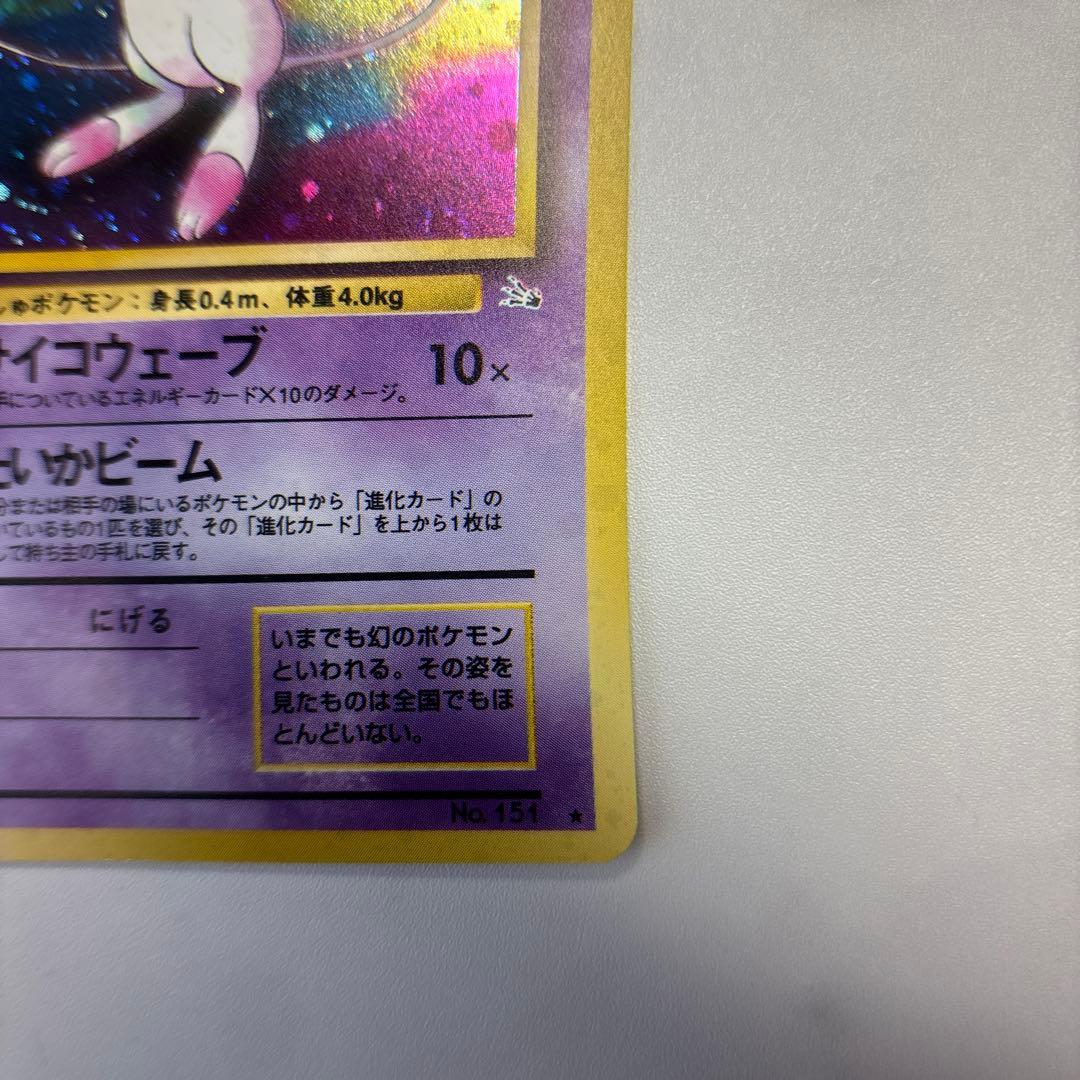 しゅポケモン：身長0.4m、体重4.0kg
サイコウェーブ 10×
手についているエネルギーカード×10のダメージ。
たいかビーム
分または相手の場にいるポケモンの中から「進化カード」の
いているもの1匹を選び、その「進化カード」を上から1枚は
して持ち主の手札に戻す。
にげる
いまでも幻のポケモン
といわれる。その姿を
見たものは全国でもほ
とんどいない。
No. 151 ★